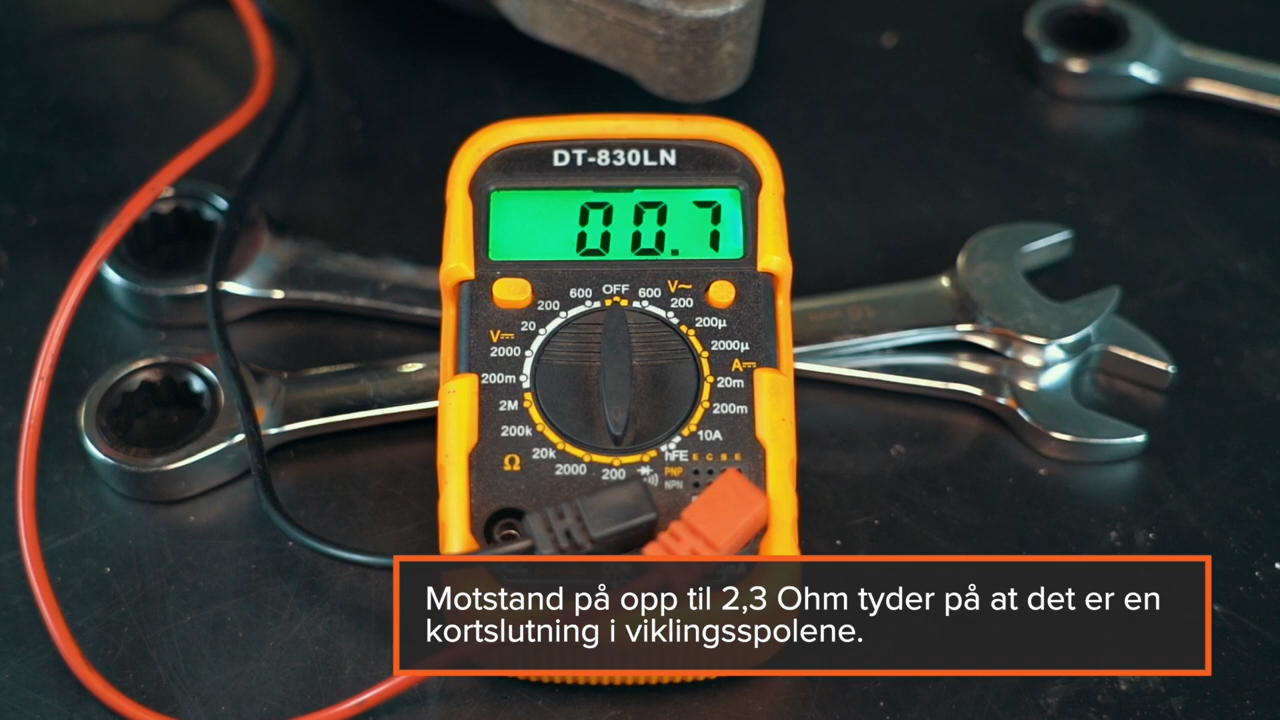 DT-830LN
00.7
OFF
600
600
V~
200
200
200µ
20
2000µ
V⎓
A⎓
2000
20m
200m
200m
2M
10A
200k
hFE E C B E
20k
Ω
PNP
2000
200
NPN
Motstand på opp til 2,3 Ohm tyder på at det er en
kortslutning i viklingsspolene.